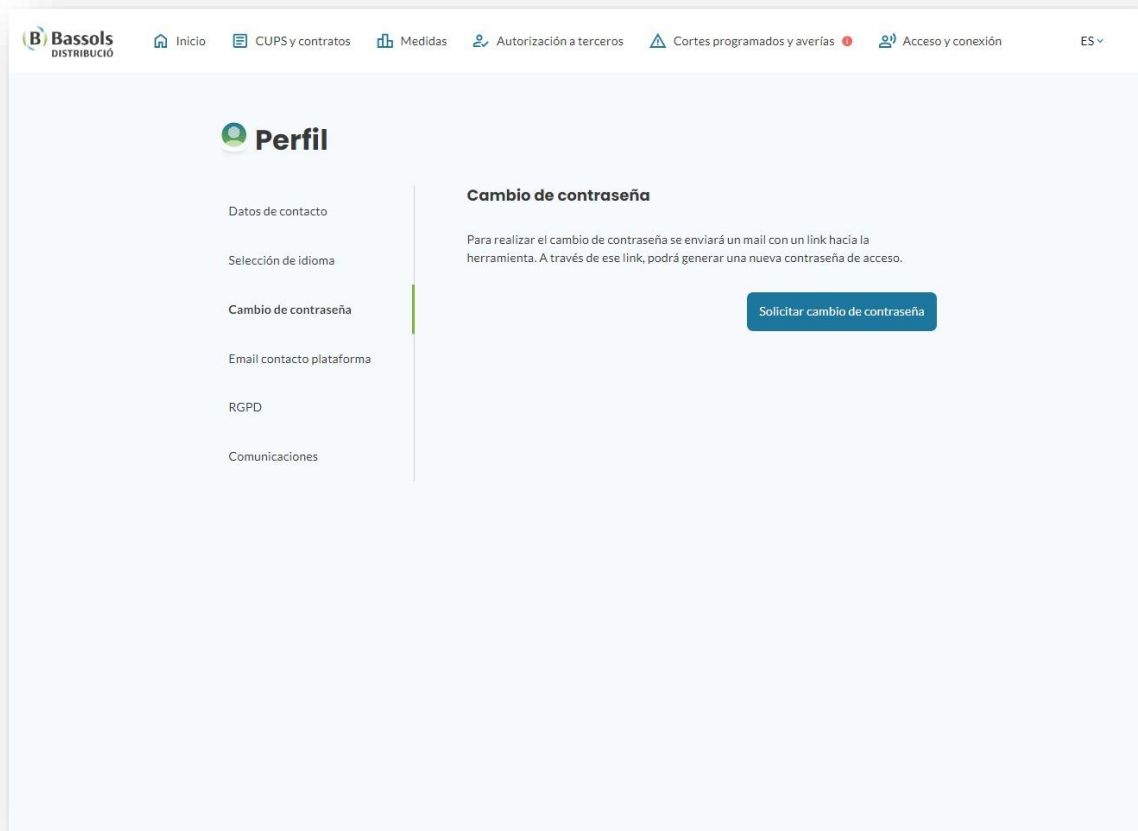 Bassols
DISTRIBUCIÓ
Inicio
CUPS y contratos
Medidas
Autorización a terceros
Cortes programados y averías
Acceso y conexión
ES
Perfil
Datos de contacto
Selección de idioma
Cambio de contraseña
Email contacto plataforma
RGPD
Comunicaciones
Cambio de contraseña
Para realizar el cambio de contraseña se enviará un mail con un link hacia la
herramienta. A través de ese link, podrá generar una nueva contraseña de acceso.
Solicitar cambio de contraseña